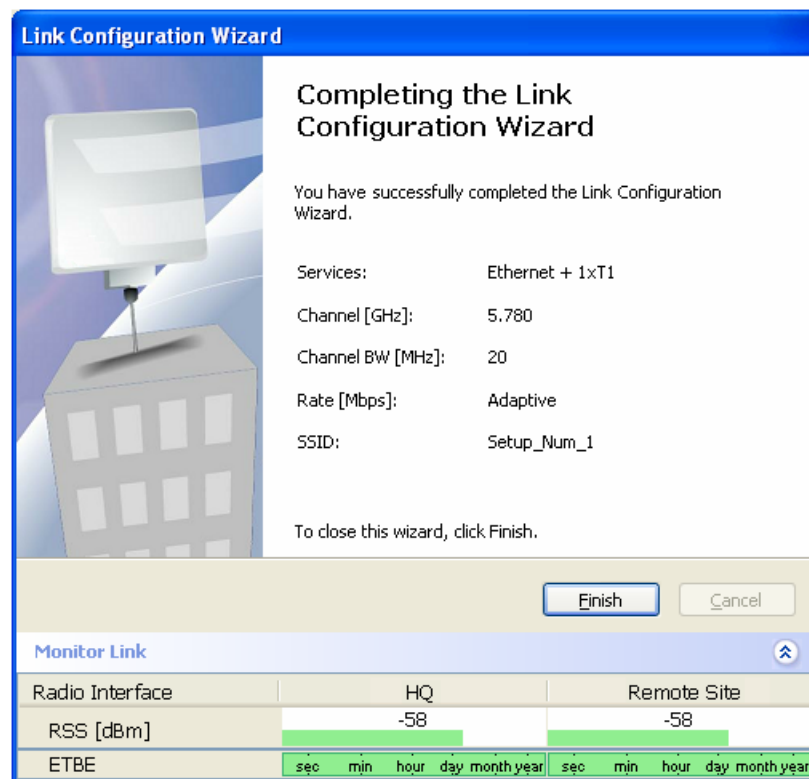 Link Configuration Wizard
Completing the Link
Configuration Wizard
You have successfully completed the Link Configuration
Wizard.
Services: Ethernet + 1xT1
Channel [GHz]: 5.780
Channel BW [MHz]: 20
Rate [Mbps]: Adaptive
SSID: Setup_Num_1
To close this wizard, click Finish.
Finish Cancel
Monitor Link
Radio Interface HQ Remote Site
RSS [dBm] -58 -58
ETBE sec min hour day month year sec min hour day month year